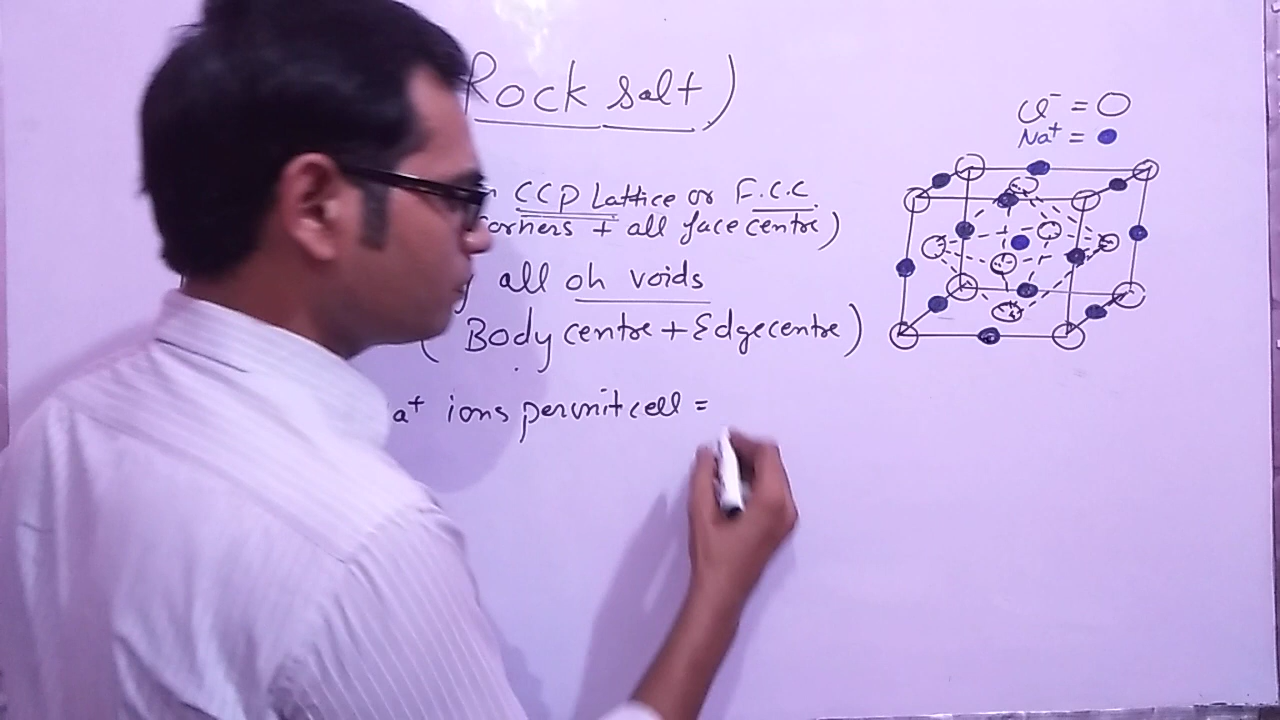 Rock salt)
Cl⁻ = O
Na⁺ = ●
CCP Lattice or F.C.C.
orners + all face centre)
all oh voids
( Body centre + Edge centre )
a⁺ ions per unit cell =